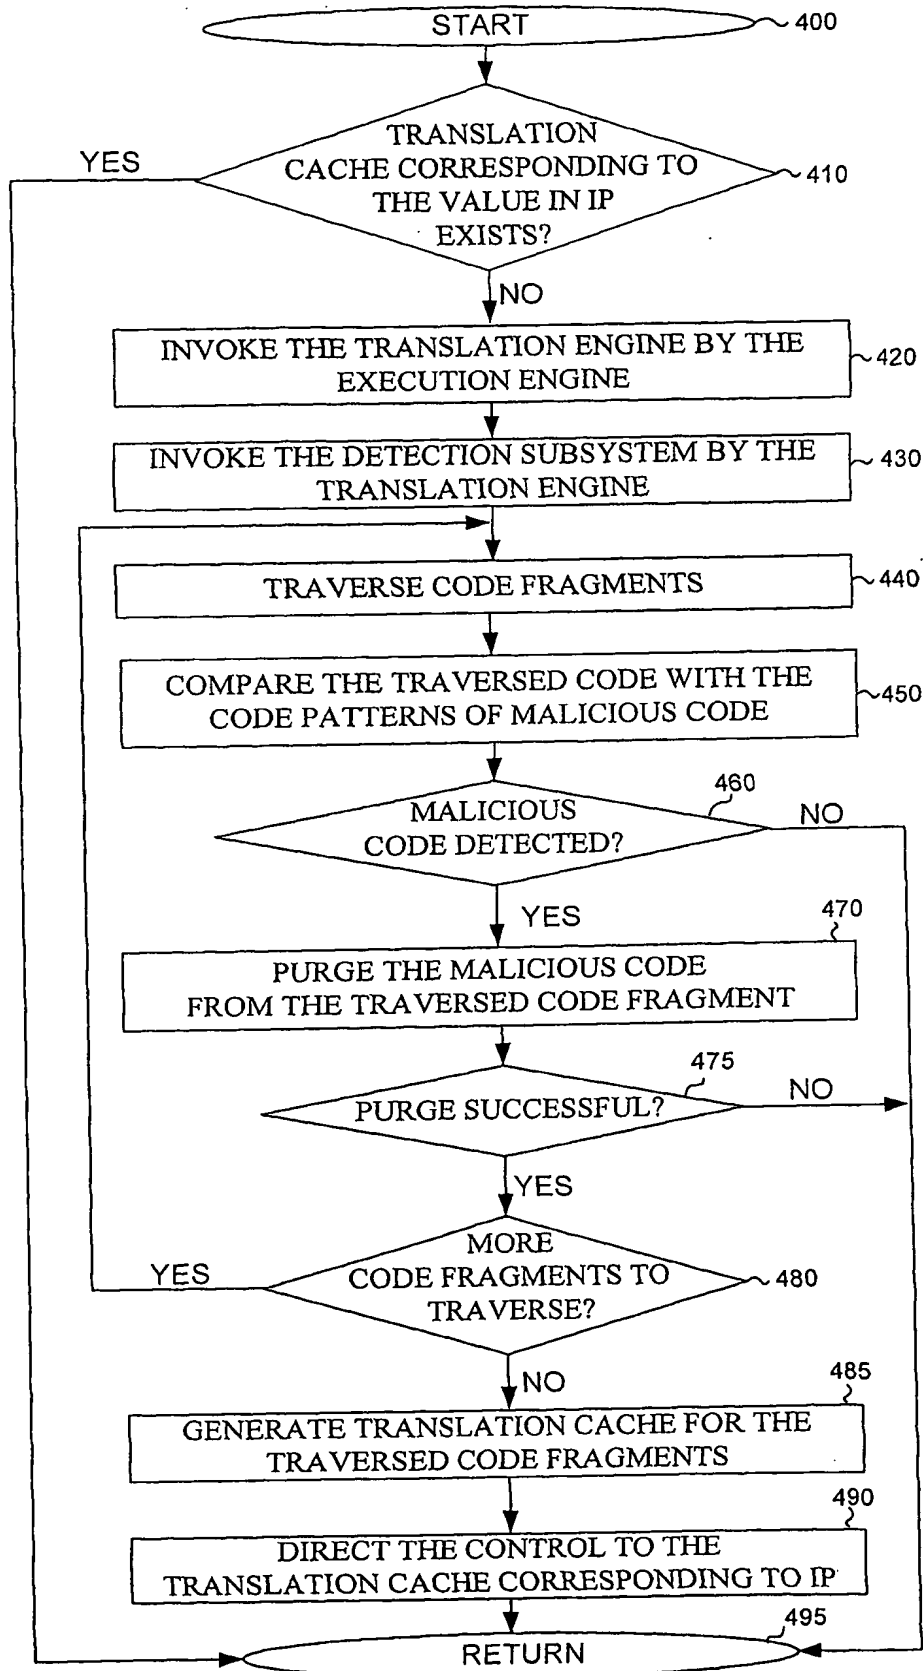 START
400
TRANSLATION
CACHE CORRESPONDING TO
THE VALUE IN IP
EXISTS?
YES
410
NO
INVOKE THE TRANSLATION ENGINE BY THE
EXECUTION ENGINE
420
INVOKE THE DETECTION SUBSYSTEM BY THE
TRANSLATION ENGINE
430
TRAVERSE CODE FRAGMENTS
440
COMPARE THE TRAVERSED CODE WITH THE
CODE PATTERNS OF MALICIOUS CODE
450
MALICIOUS
CODE DETECTED?
460
NO
YES
470
PURGE THE MALICIOUS CODE
FROM THE TRAVERSED CODE FRAGMENT
475
PURGE SUCCESSFUL?
NO
YES
MORE
CODE FRAGMENTS TO
TRAVERSE?
YES
480
NO
485
GENERATE TRANSLATION CACHE FOR THE
TRAVERSED CODE FRAGMENTS
490
DIRECT THE CONTROL TO THE
TRANSLATION CACHE CORRESPONDING TO IP
495
RETURN